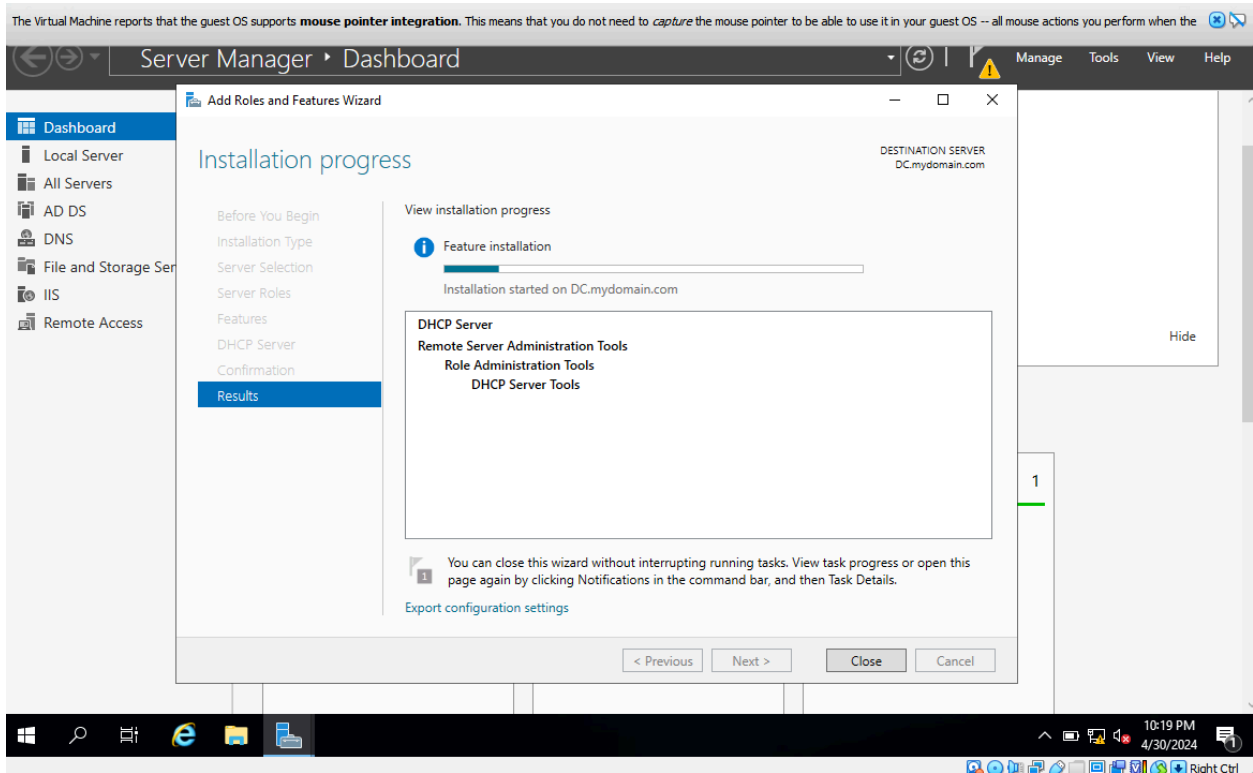 The Virtual Machine reports that the guest OS supports mouse pointer integration. This means that you do not need to capture the mouse pointer to be able to use it in your guest OS -- all mouse actions you perform when the
Server Manager ‣ Dashboard
Manage Tools View Help
Add Roles and Features Wizard
Dashboard
Local Server
All Servers
AD DS
DNS
File and Storage Ser
IIS
Remote Access
Installation progress
DESTINATION SERVER
DC.mydomain.com
Before You Begin
Installation Type
Server Selection
Server Roles
Features
DHCP Server
Confirmation
Results
View installation progress
Feature installation
Installation started on DC.mydomain.com
DHCP Server
Remote Server Administration Tools
Role Administration Tools
DHCP Server Tools
1
You can close this wizard without interrupting running tasks. View task progress or open this
page again by clicking Notifications in the command bar, and then Task Details.
Export configuration settings
< Previous Next > Close Cancel
Hide
1
10:19 PM
4/30/2024
1
Right Ctrl